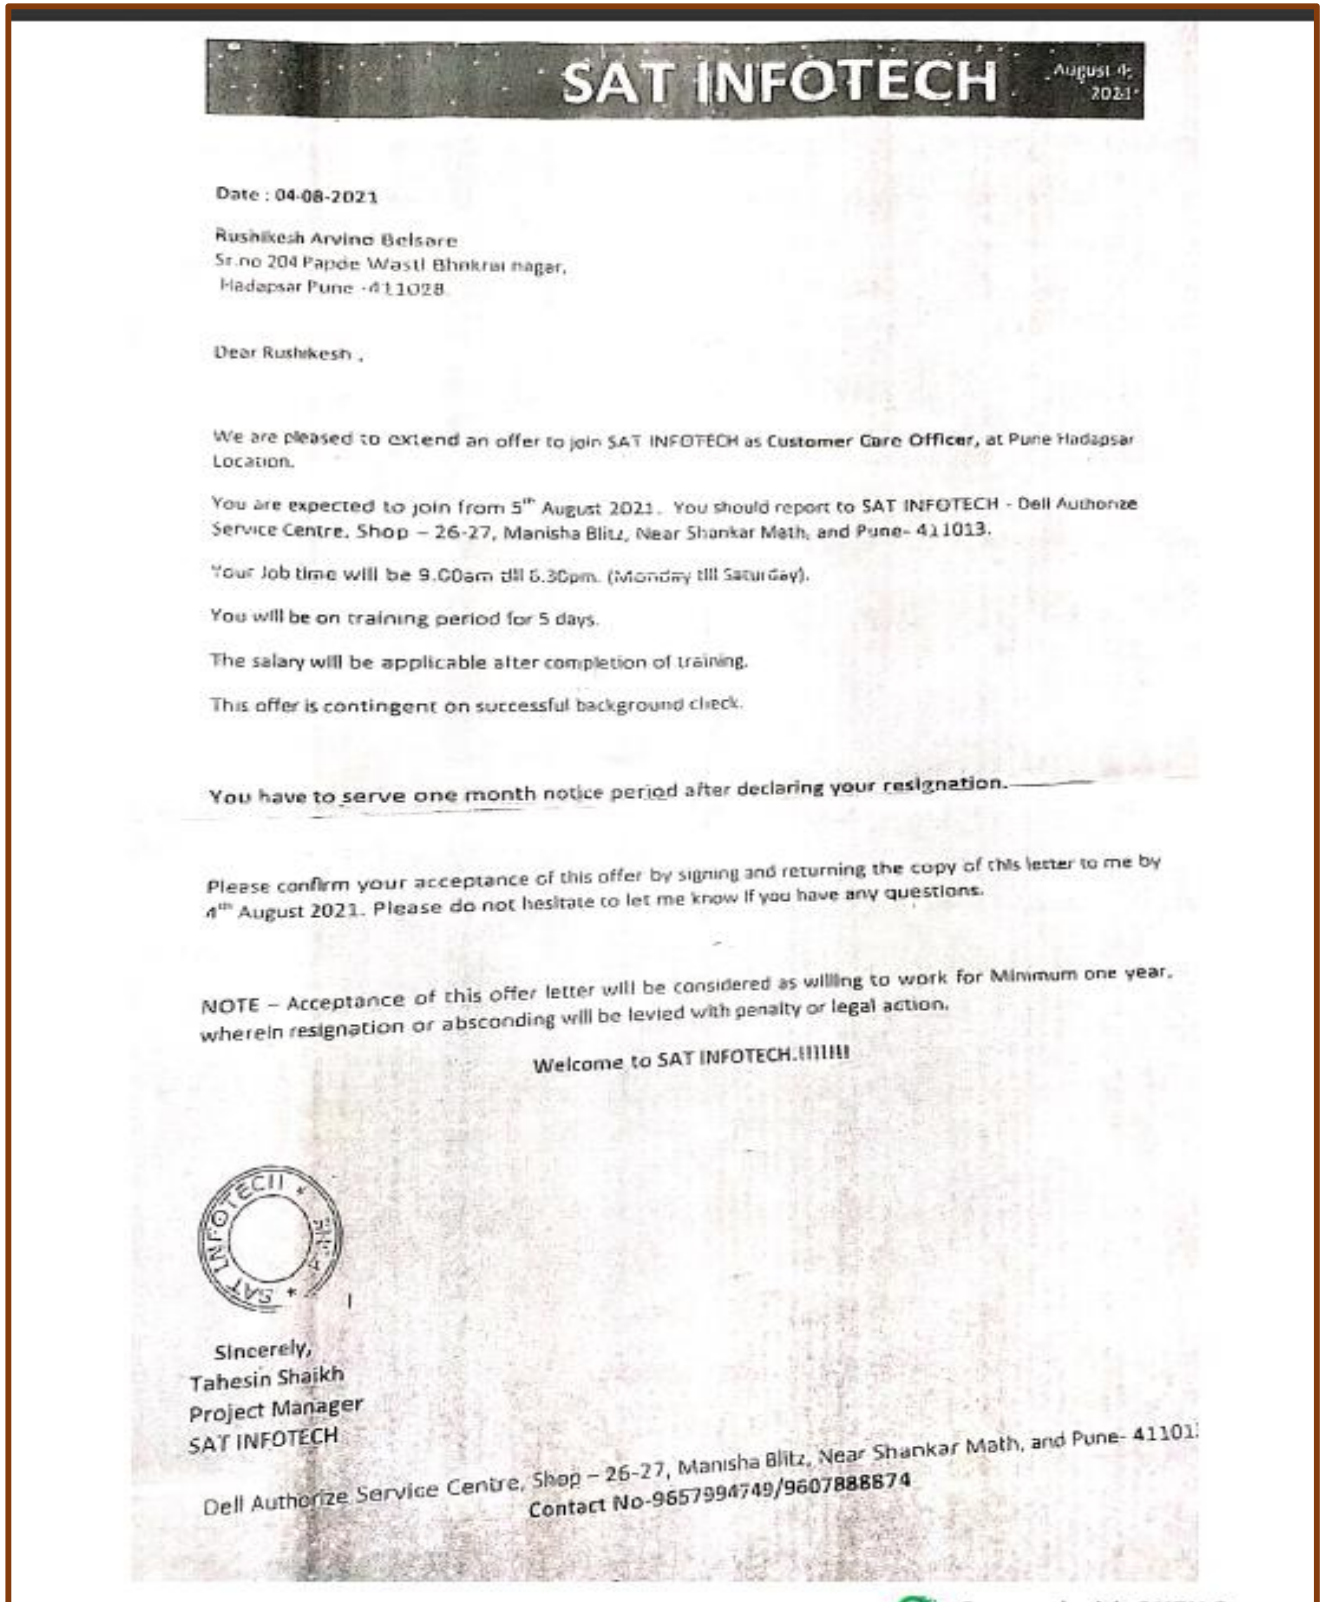 SAT INFOTECH
August 4,
2021
Date : 04-08-2021
Rushikesh Arvind Belsare
Sr.no 204 Papde Wasti Bhekrai nagar,
Hadapsar Pune -411028.
Dear Rushikesh ,
We are pleased to extend an offer to join SAT INFOTECH as Customer Care Officer, at Pune Hadapsar
Location.
You are expected to join from 5th August 2021. You should report to SAT INFOTECH - Dell Authorize
Service Centre, Shop – 26-27, Manisha Blitz, Near Shankar Math, and Pune- 411013.
Your Job time will be 9.00am till 6.30pm. (Monday till Saturday).
You will be on training period for 5 days.
The salary will be applicable after completion of training.
This offer is contingent on successful background check.
You have to serve one month notice period after declaring your resignation.
Please confirm your acceptance of this offer by signing and returning the copy of this letter to me by
4th August 2021. Please do not hesitate to let me know if you have any questions.
NOTE – Acceptance of this offer letter will be considered as willing to work for Minimum one year,
wherein resignation or absconding will be levied with penalty or legal action.
Welcome to SAT INFOTECH.!!!!!!!!
SAT INFOTECH
Sincerely,
Tahesin Shaikh
Project Manager
SAT INFOTECH
Dell Authorize Service Centre, Shop – 26-27, Manisha Blitz, Near Shankar Math, and Pune- 41101
Contact No-9657994749/9607888874